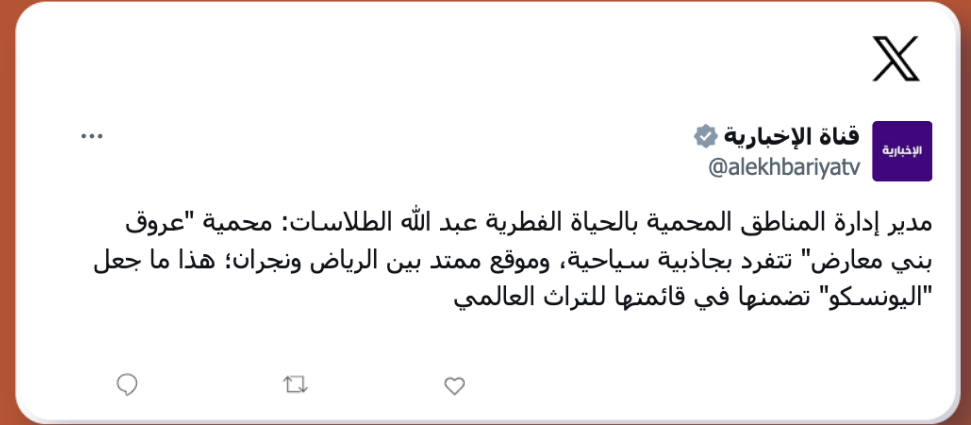 قناة الإخبارية
الإخبارية
@alekhbariyatv
مدير إدارة المناطق المحمية بالحياة الفطرية عبد الله الطلاسات: محمية "عروق
بني معارض" تتفرد بجاذبية سياحية، وموقع ممتد بين الرياض ونجران؛ هذا ما جعل
"اليونسكو" تضمنها في قائمتها للتراث العالمي